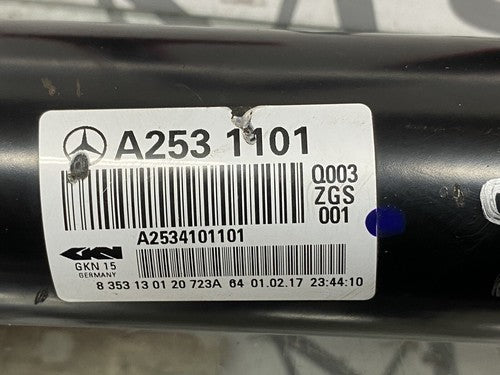 A253 1101
Q003
ZGS
001
A2534101101
GKN
GKN 15
GERMANY
8 353 13 01 20 723A 64 01.02.17 23:44:10